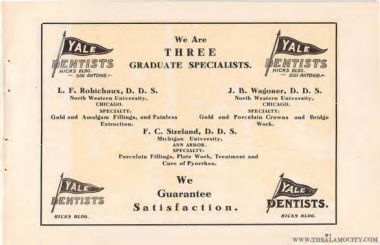 YALE
DENTISTS
HICKS BLDG.
SAN ANTONIO.
We Are
THREE
GRADUATE SPECIALISTS.
YALE
DENTISTS
HICKS BLDG.
SAN ANTONIO.
L. F. Robichaux, D. D. S.
North Western University,
CHICAGO.
SPECIALTY:
Gold and Amalgam Fillings, and Painless
Extraction.
J. B. Wagoner, D. D. S.
North Western University,
CHICAGO.
SPECIALTY:
Gold and Porcelain Crowns and Bridge
Work.
F. C. Sizeland, D. D. S.
Michigan University,
ANN ARBOR.
SPECIALTY:
Porcelain Fillings, Plate Work, Treatment and
Cure of Pyorrhea.
YALE
DENTISTS
HICKS BLDG.
We
Guarantee
Satisfaction.
YALE
DENTISTS.
HICKS BLDG.
WWW.THEALAMOCITY.COM